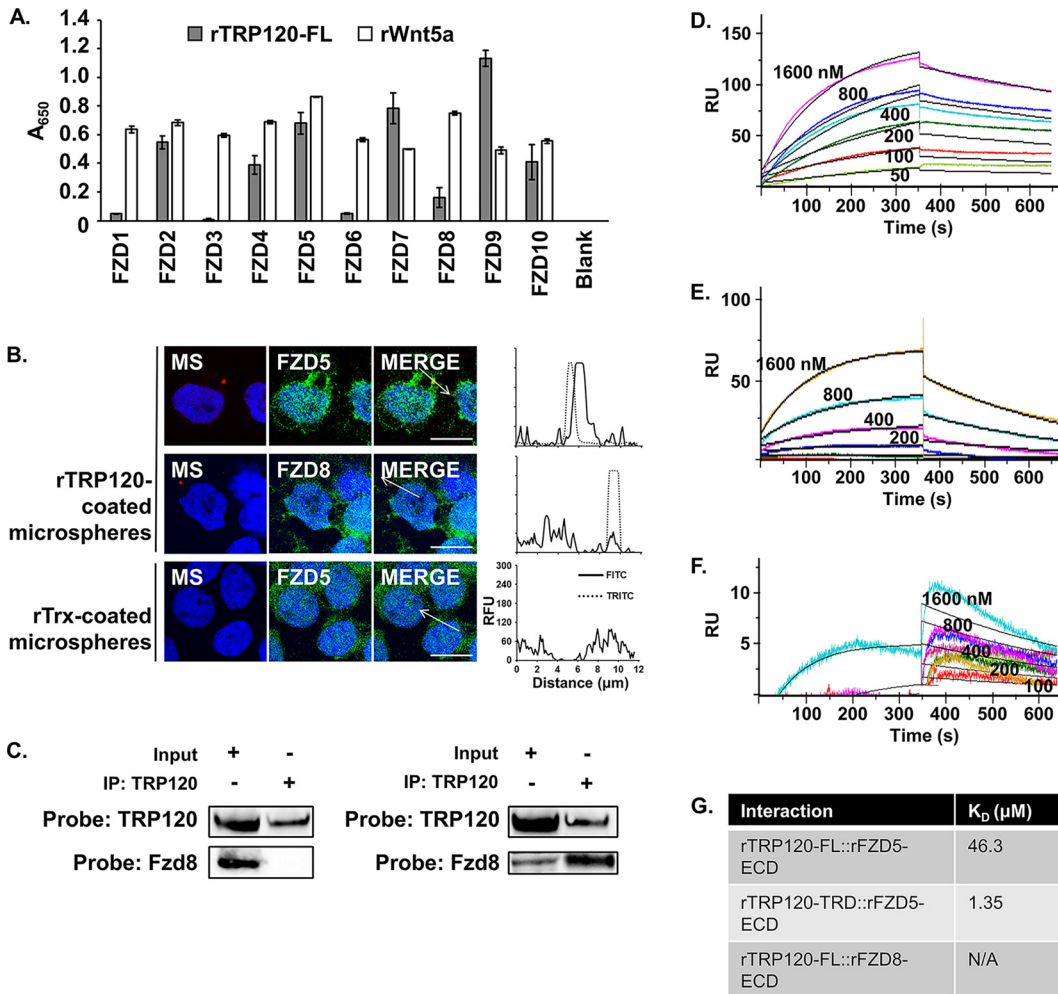 A.
1.4
1.2
1
0.8
0.6
0.4
0.2
0
A650
rTRP120-FL rWnt5a
FZD1 FZD2 FZD3 FZD4 FZD5 FZD6 FZD7 FZD8 FZD9 FZD10 Blank
B.
MS FZD5 MERGE
rTRP120-
coated
microspheres
MS FZD8 MERGE
rTrx-coated
microspheres
MS FZD5 MERGE
RFU
300
240
180
120
60
0
FITC
TRITC
0 2 4 6 8 10 12
Distance (µm)
C.
Input + -
IP: TRP120 - +
Probe: TRP120
Probe: Fzd8
Input + -
IP: TRP120 - +
Probe: TRP120
Probe: Fzd8
D.
150
100
50
RU
1600 nM
800
400
200
100
50
100 200 300 400 500 600
Time (s)
E.
100
50
RU
1600 nM
800
400
200
100 200 300 400 500 600
Time (s)
F.
10
5
RU
1600 nM
800
400
200
100
100 200 300 400 500 600
Time (s)
G.
Interaction KD (µM)
rTRP120-FL::rFZD5-
ECD
46.3
rTRP120-TRD::rFZD5-
ECD
1.35
rTRP120-FL::rFZD8-
ECD
N/A